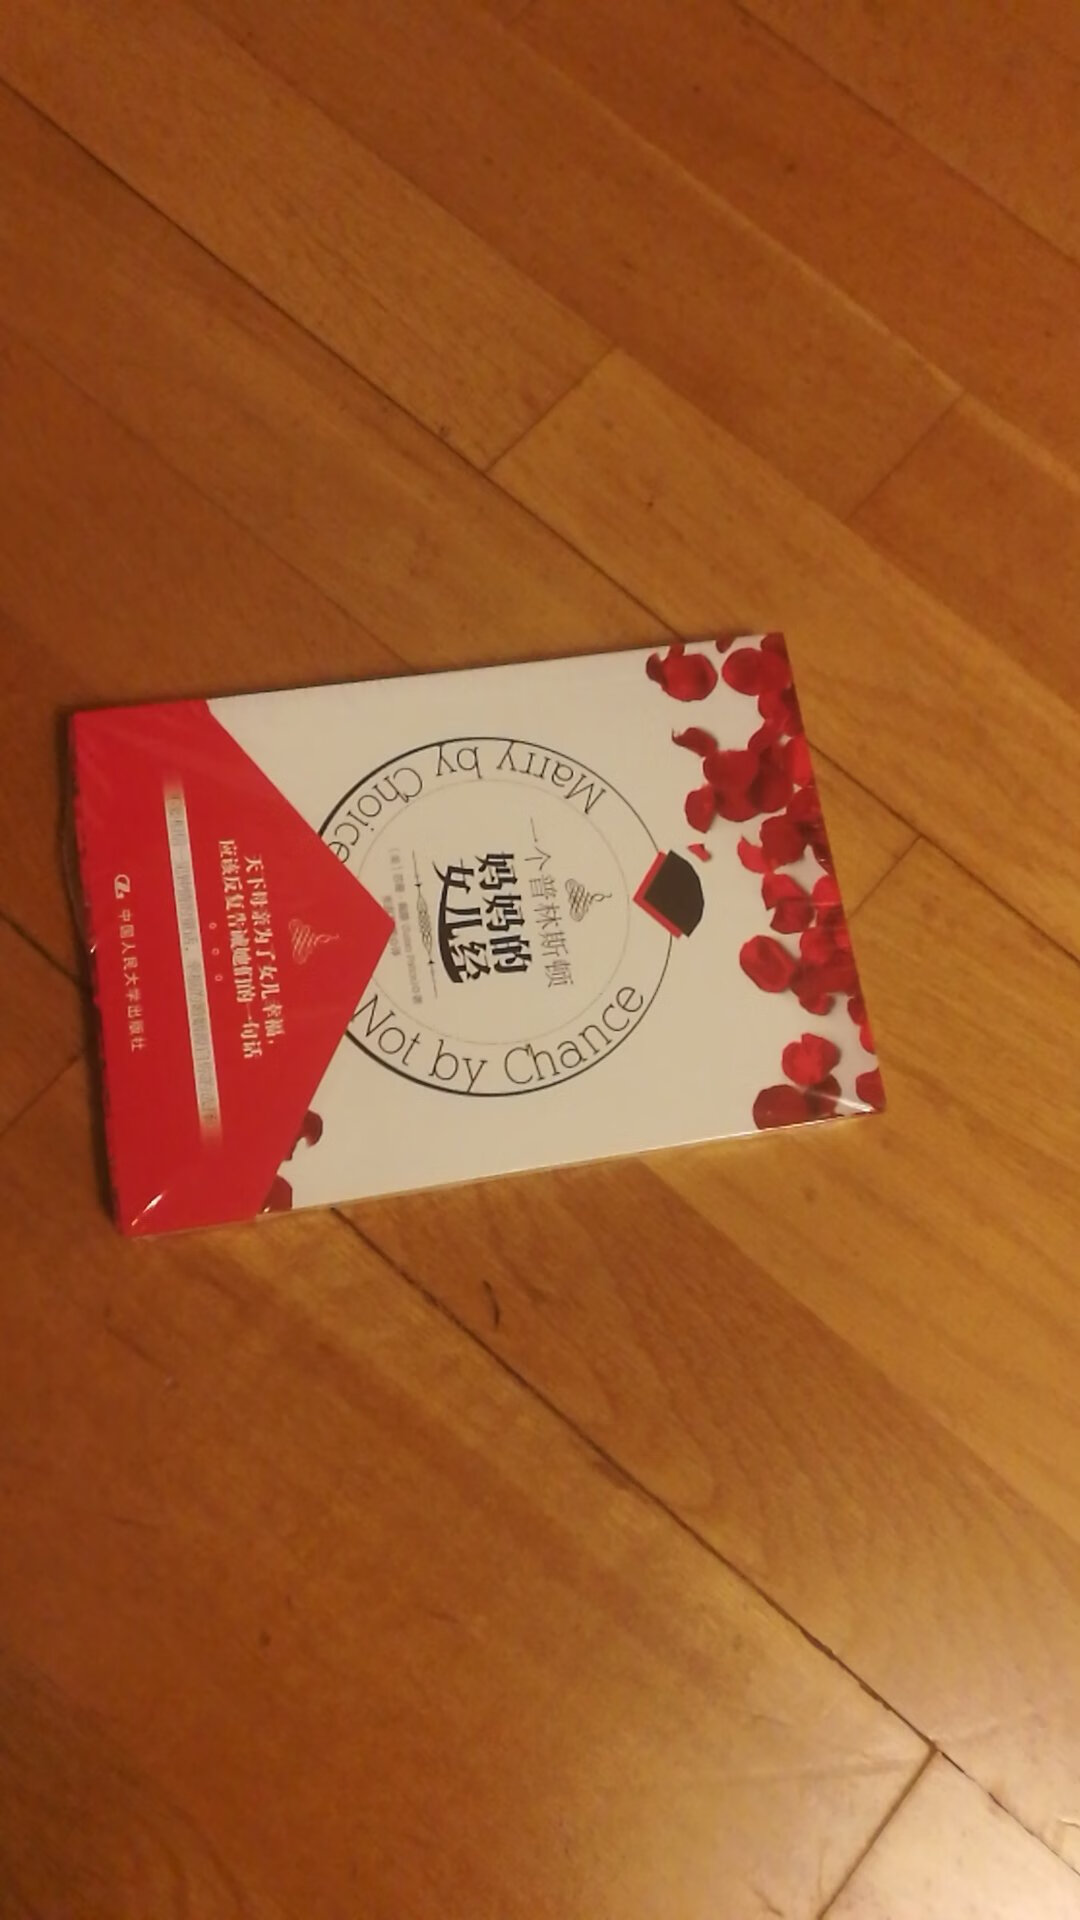 Marry by Choice
Not by Chance
一个普林斯顿
妈妈的
女儿经
天下母亲为了女儿幸福，
应该反复告诫她们的一句话
中国人民大学出版社